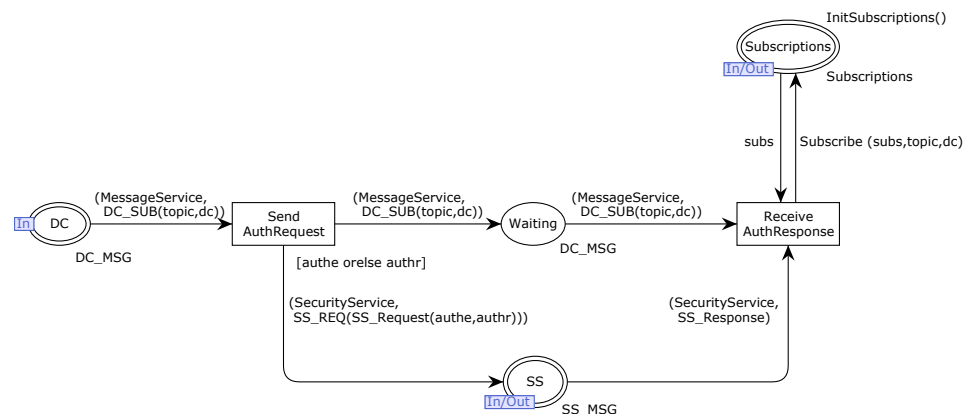 InitSubscriptions()
Subscriptions
In/Out
Subscriptions
subs
Subscribe (subs,topic,dc)
(MessageService,
DC_SUB(topic,dc))
(MessageService,
DC_SUB(topic,dc))
(MessageService,
DC_SUB(topic,dc))
In
DC
Send
AuthRequest
Waiting
Receive
AuthResponse
DC_MSG
DC_MSG
[authe orelse authr]
(SecurityService,
SS_REQ(SS_Request(authe,authr)))
(SecurityService,
SS_Response)
SS
In/Out
SS_MSG